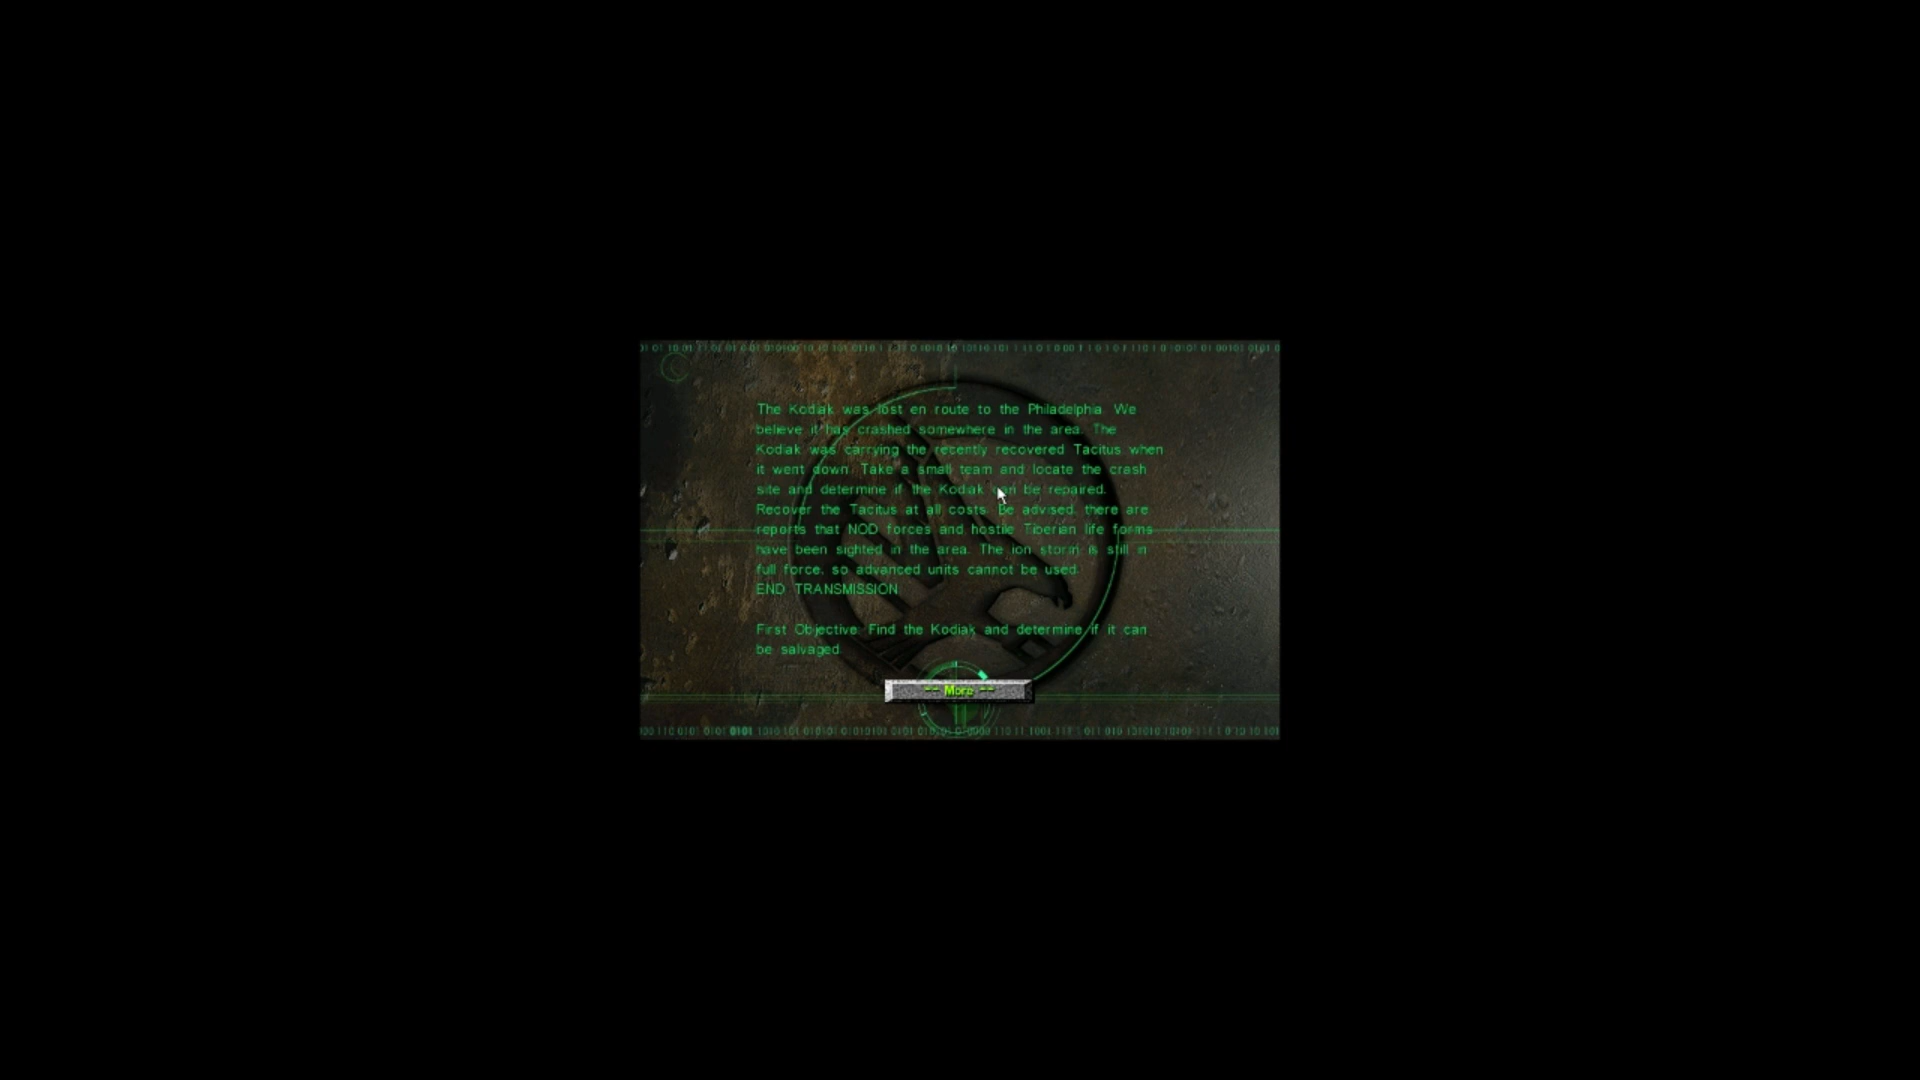 The Kodiak was lost en route to the Philadelphia. We
believe it has crashed somewhere in the area. The
Kodiak was carrying the recently recovered Tacitus when
it went down. Take a small team and locate the crash
site and determine if the Kodiak can be repaired.
Recover the Tacitus at all costs. Be advised, there are
reports that NOD forces and hostile Tiberian life forms
have been sighted in the area. The ion storm is still in
full force, so advanced units cannot be used.
END TRANSMISSION
First Objective: Find the Kodiak and determine if it can
be salvaged.
-- More --